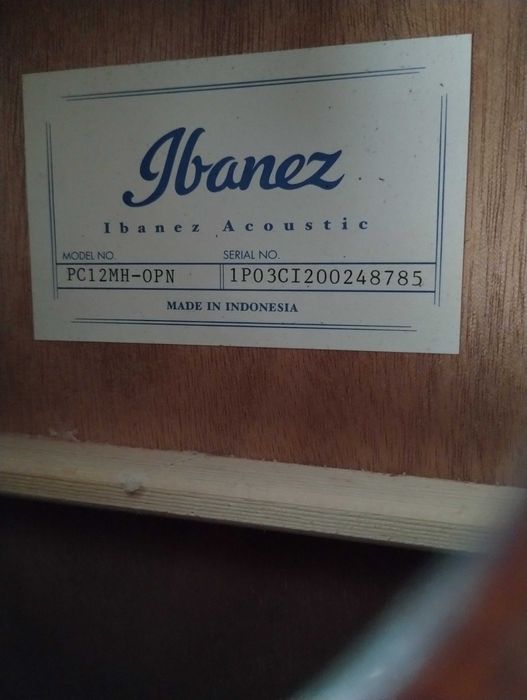 Ibanez
Ibanez Acoustic
MODEL NO. SERIAL NO.
PC12MH-OPN 1P03CI200248785
MADE IN INDONESIA